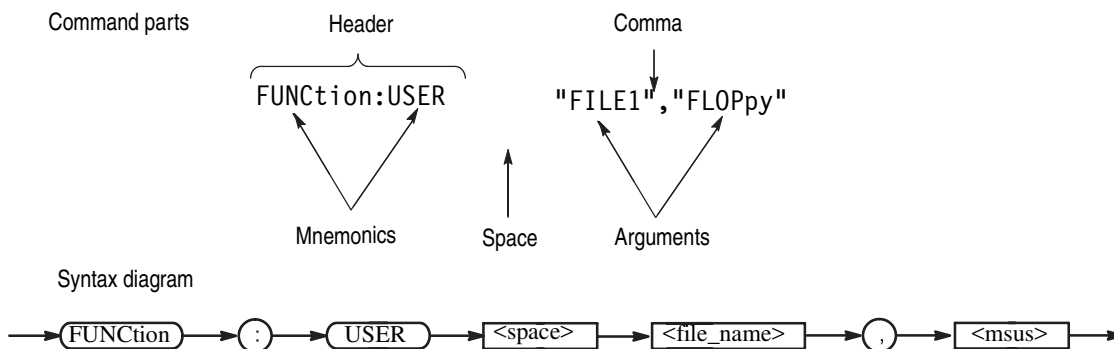 Command parts Header Comma
FUNCtion:USER "FILE1","FLOPpy"
Mnemonics Space Arguments
Syntax diagram
FUNCtion : USER <space> <file_name> , <msus>